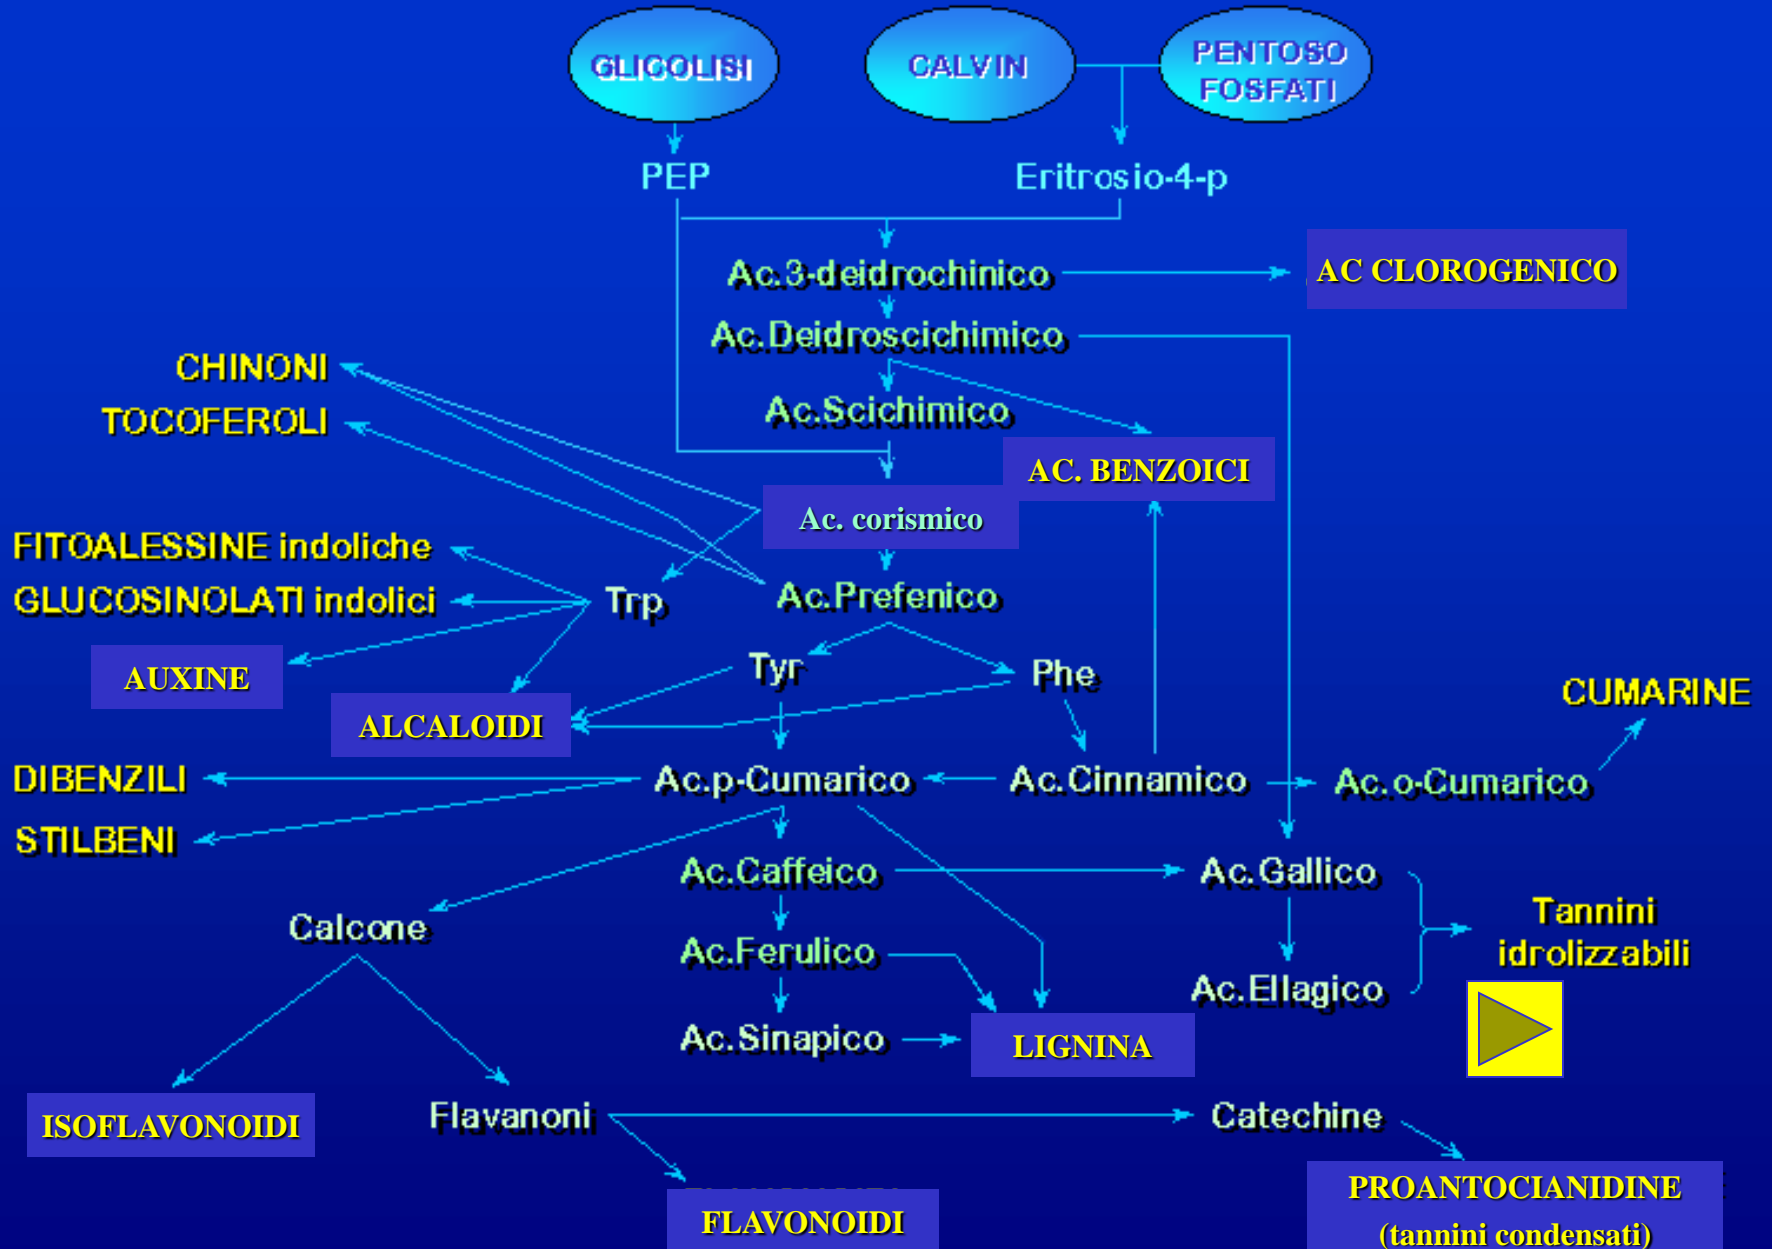 GLICOLISI
CALVIN
PENTOSO
FOSFATI
PEP
Eritrosio-4-p
Ac.3-deidrochinico
AC CLOROGENICO
Ac.Deidroscichimico
CHINONI
TOCOFEROLI
Ac.Scichimico
AC. BENZOICI
Ac. corismico
FITOALESSINE indoliche
GLUCOSINOLATI indolici
Trp
Ac.Prefenico
AUXINE
Tyr
Phe
ALCALOIDI
CUMARINE
DIBENZILI
Ac.p-Cumarico
Ac.Cinnamico
Ac.o-Cumarico
STILBENI
Ac.Caffeico
Ac.Gallico
Calcone
Tannini
idrolizzabili
Ac.Ferulico
Ac.Ellagico
Ac.Sinapico
LIGNINA
ISOFLAVONOIDI
Flavanoni
Catechine
FLAVONOIDI
PROANTOCIANIDINE
(tannini condensati)